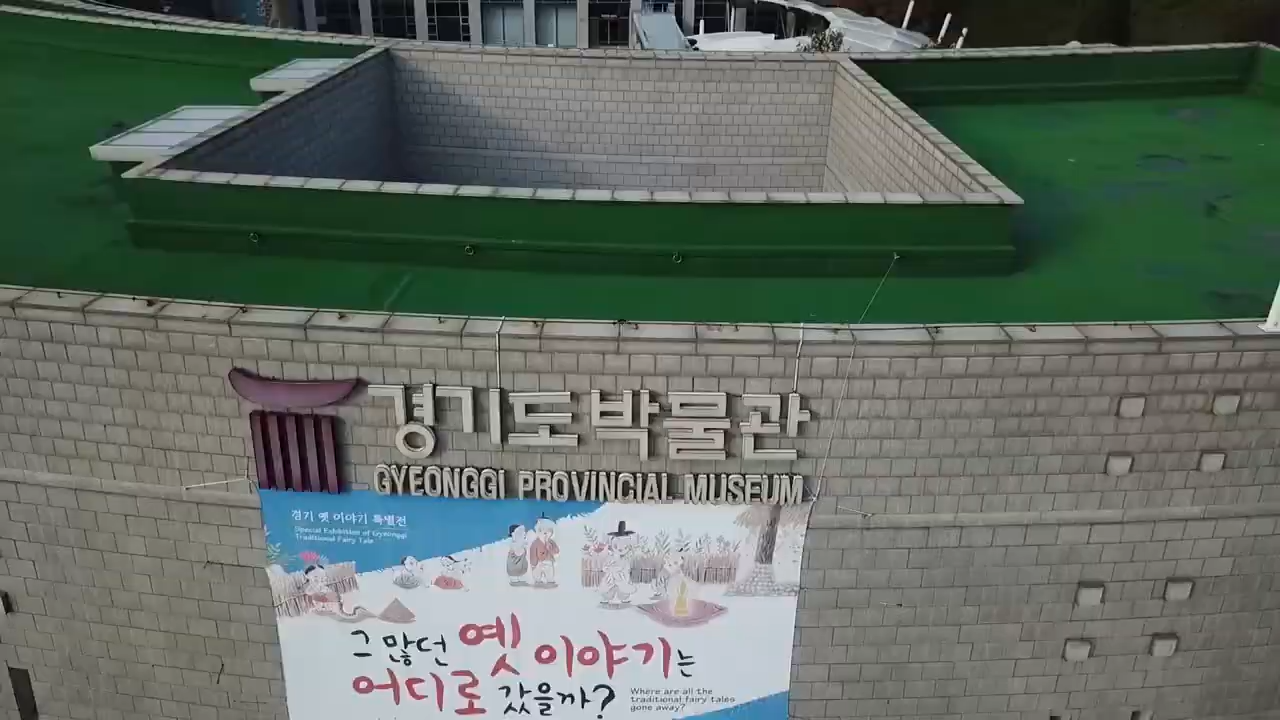 경기도박물관
GYEONGGI PROVINCIAL MUSEUM
경기 옛 이야기 특별전
Special Exhibition of Gyeonggi
Traditional Fairy Tale
그 많던 옛 이야기는
어디로 갔을까?
Where are all the
traditional fairy tales
gone away?